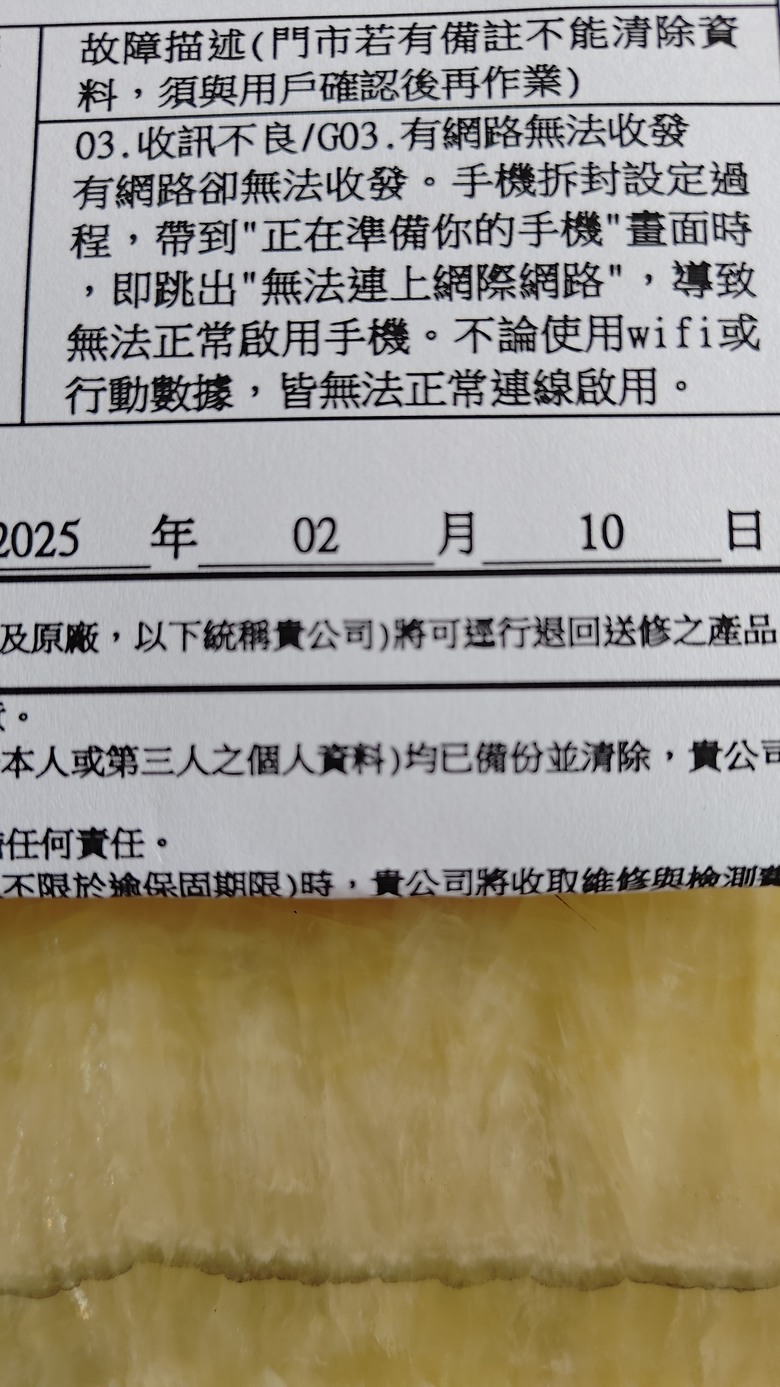 故障描述(門市若有備註不能清除資
料，須與用戶確認後再作業)
03.收訊不良/G03.有網路無法收發
有網路卻無法收發。手機拆封設定過
程，帶到"正在準備你的手機"畫面時
，即跳出"無法連上網際網路"，導致
無法正常啟用手機。不論使用wifi或
行動數據，皆無法正常連線啟用。
2025 年 02 月 10 日
及原廠，以下統稱貴公司)將可逕行退回送修之產品
。
本人或第三人之個人資料)均已備份並清除，貴公司
任何責任。
不限於逾保固期限)時，貴公司將收取維修與檢測費